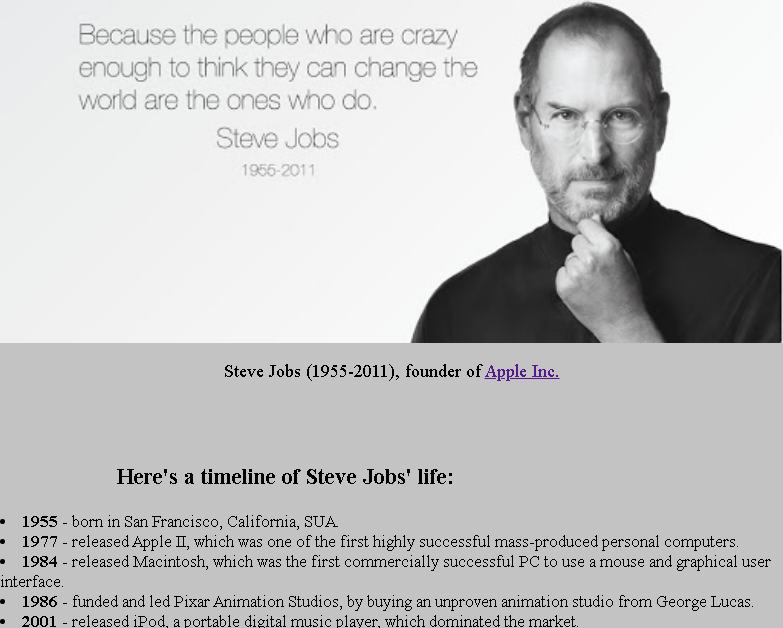 Because the people who are crazy
enough to think they can change the
world are the ones who do.
Steve Jobs
1955-2011
Steve Jobs (1955-2011), founder of Apple Inc.
Here's a timeline of Steve Jobs' life:
• 1955 - born in San Francisco, California, SUA.
• 1977 - released Apple II, which was one of the first highly successful mass-produced personal computers.
• 1984 - released Macintosh, which was the first commercially successful PC to use a mouse and graphical user
interface.
• 1986 - funded and led Pixar Animation Studios, by buying an unproven animation studio from George Lucas.
• 2001 - released iPod, a portable digital music player, which dominated the market.